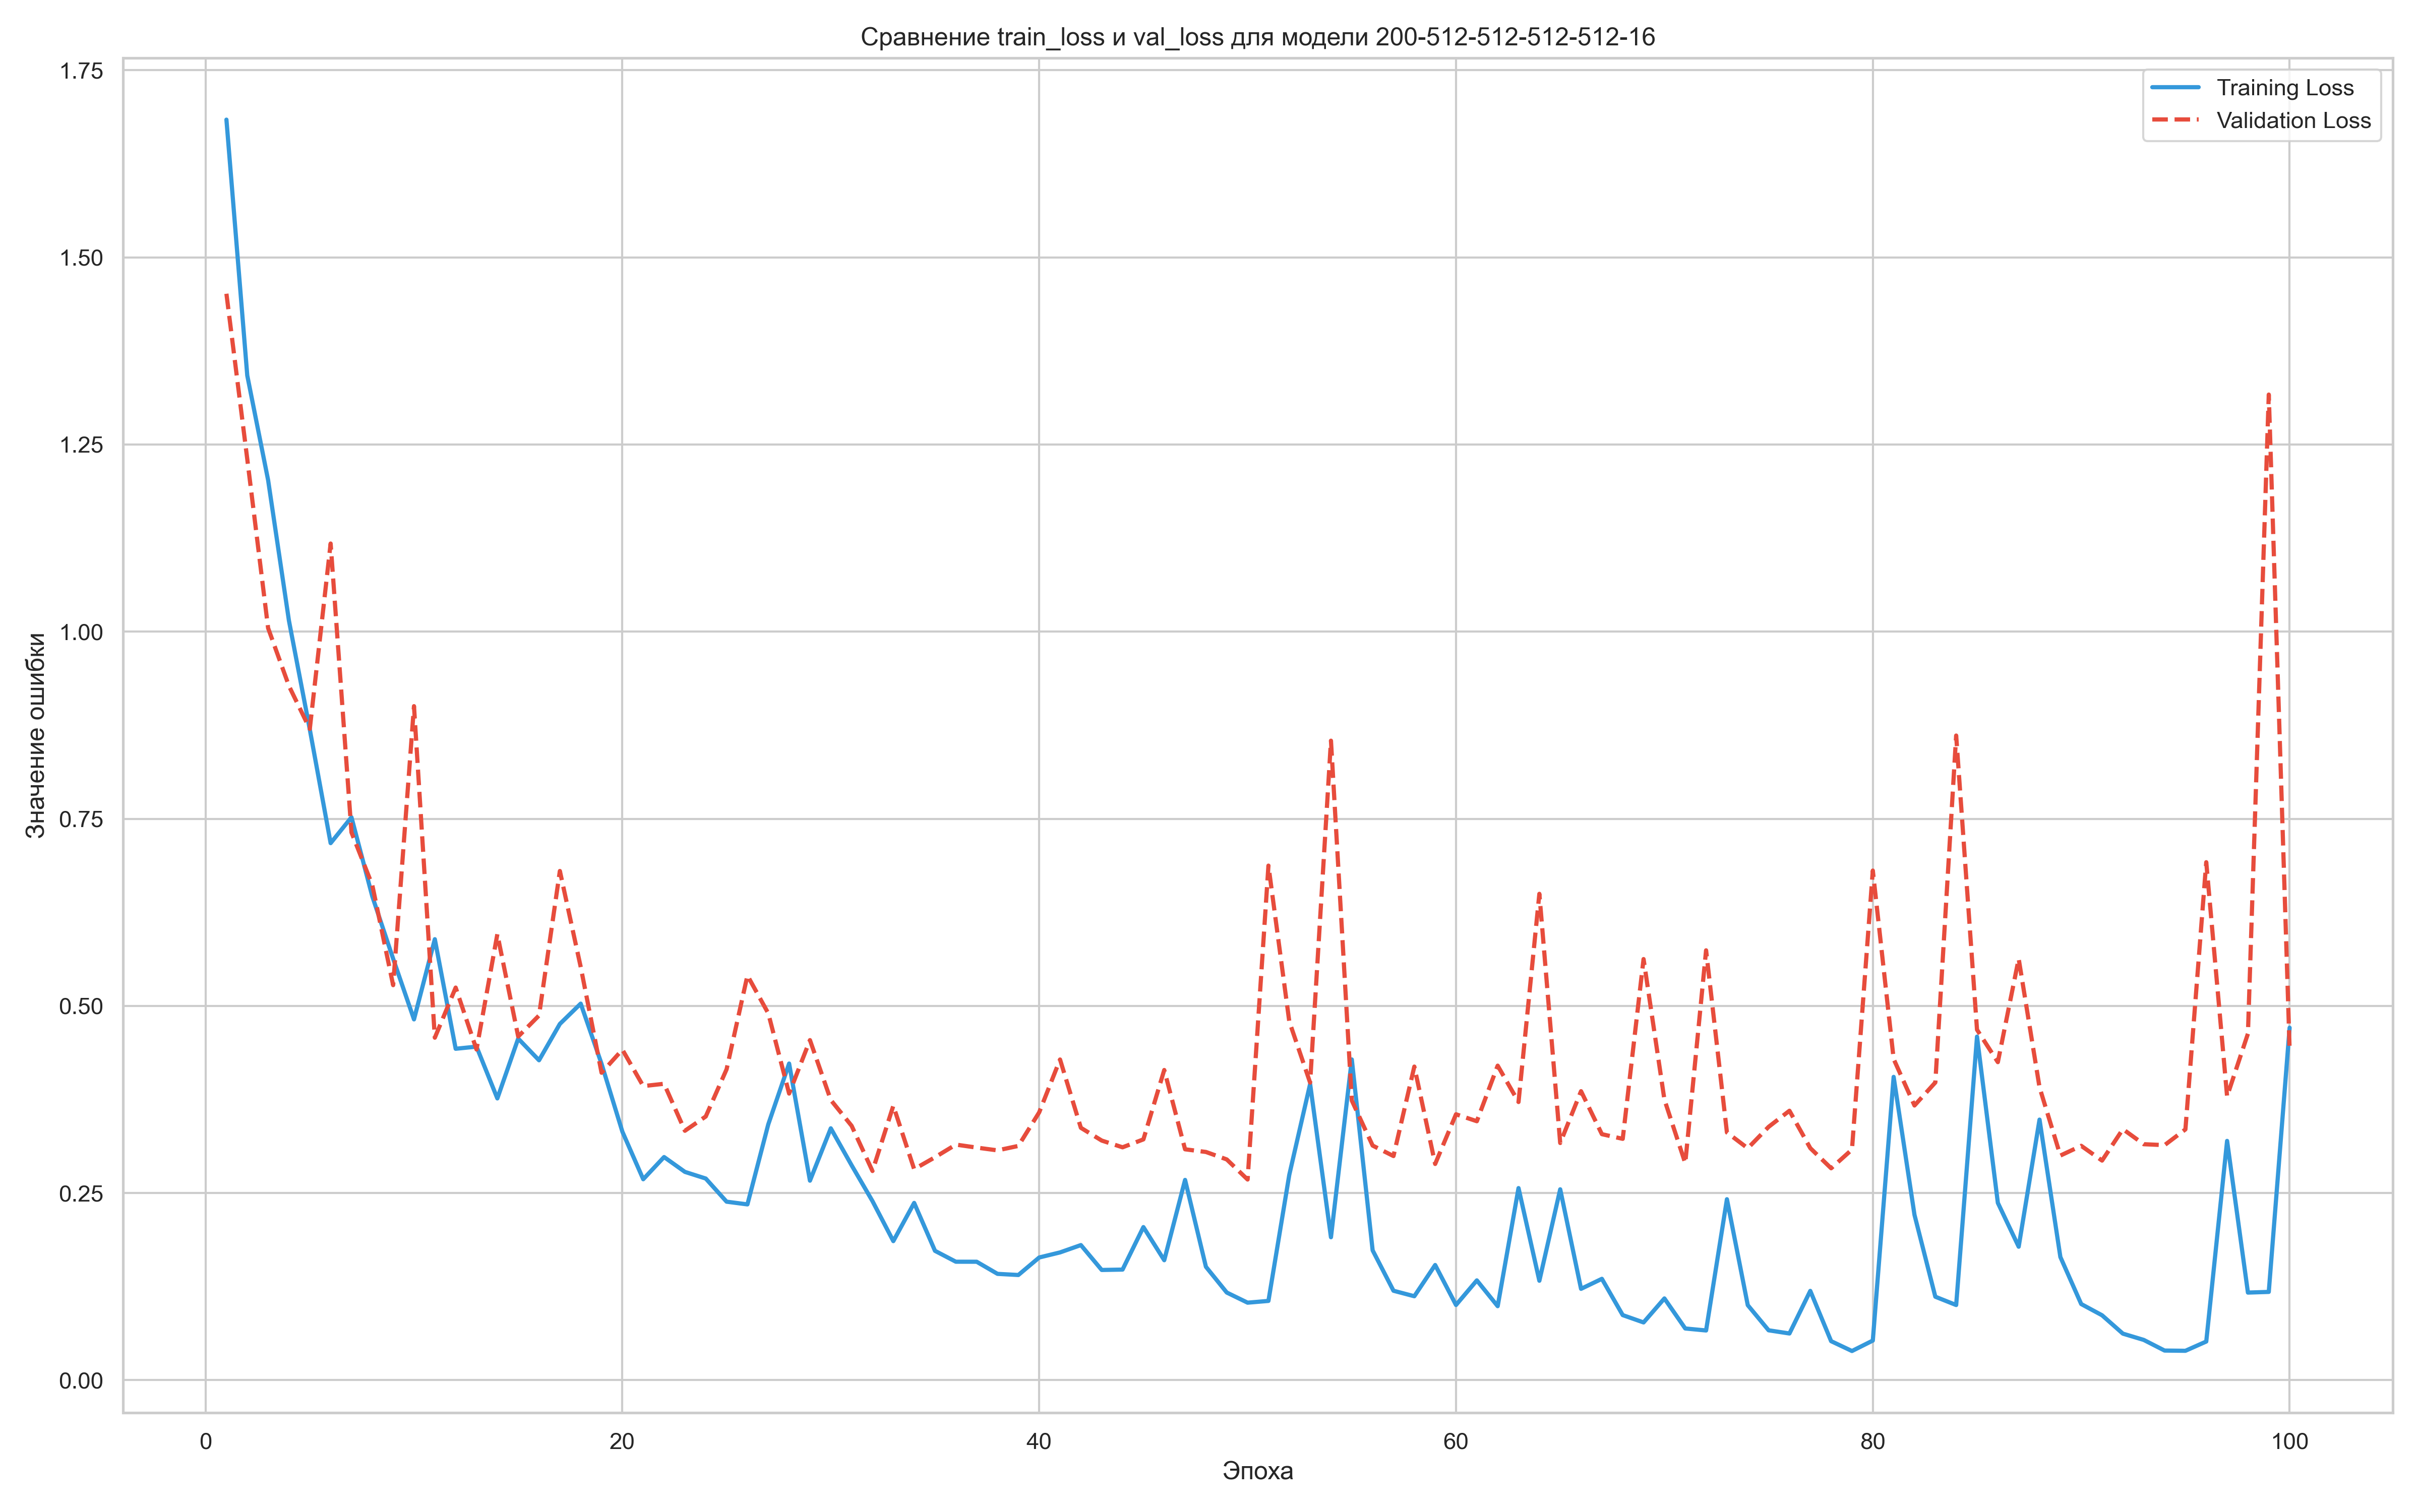 Сравнение train_loss и val_loss для модели 200-512-512-512-512-16
Training Loss
Validation Loss
1.75
1.50
1.25
1.00
0.75
0.50
0.25
0.00
Значение ошибки
0 20 40 60 80 100
Эпоха